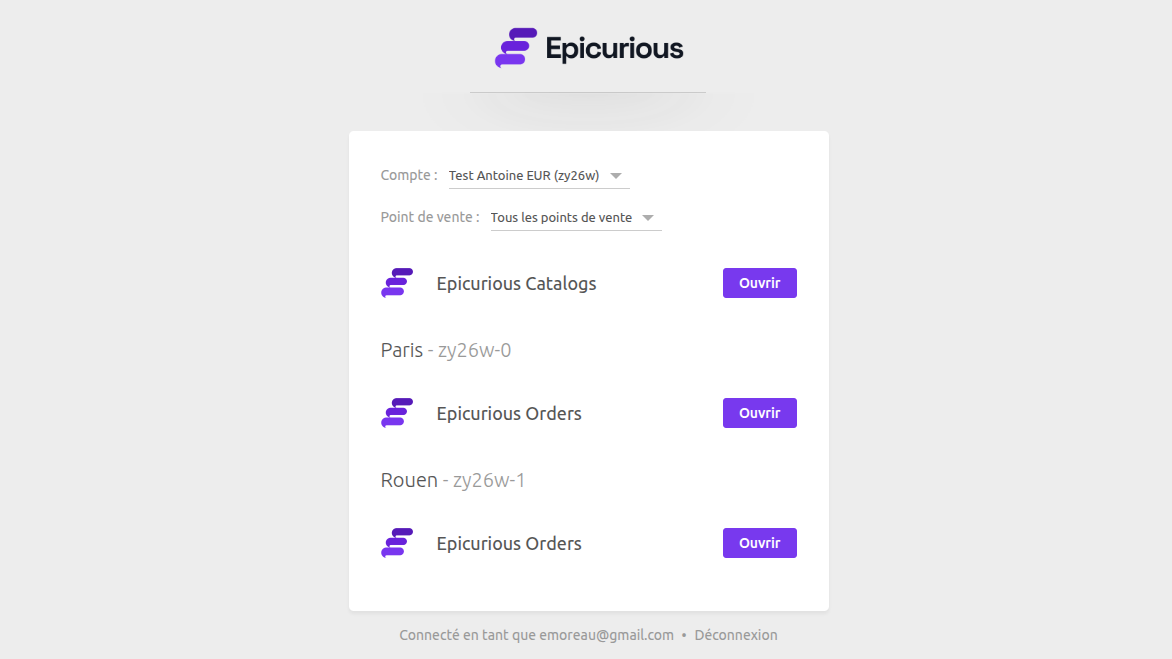 Epicurious
Compte : Test Antoine EUR (zy26w)
Point de vente : Tous les points de vente
Epicurious Catalogs Ouvrir
Paris - zy26w-0
Epicurious Orders Ouvrir
Rouen - zy26w-1
Epicurious Orders Ouvrir
Connecté en tant que emoreau@gmail.com • Déconnexion